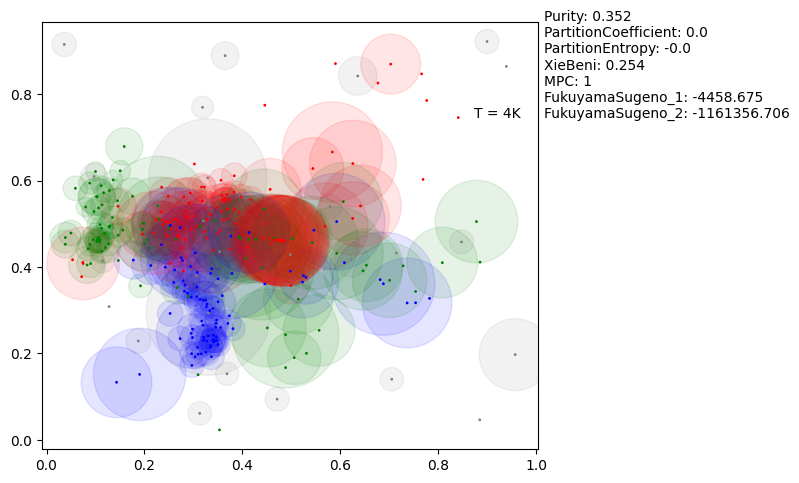 Purity: 0.352
PartitionCoefficient: 0.0
PartitionEntropy: -0.0
XieBeni: 0.254
MPC: 1
FukuyamaSugeno_1: -4458.675
FukuyamaSugeno_2: -1161356.706
T = 4K
0.8
0.6
0.4
0.2
0.0
0.0 0.2 0.4 0.6 0.8 1.0